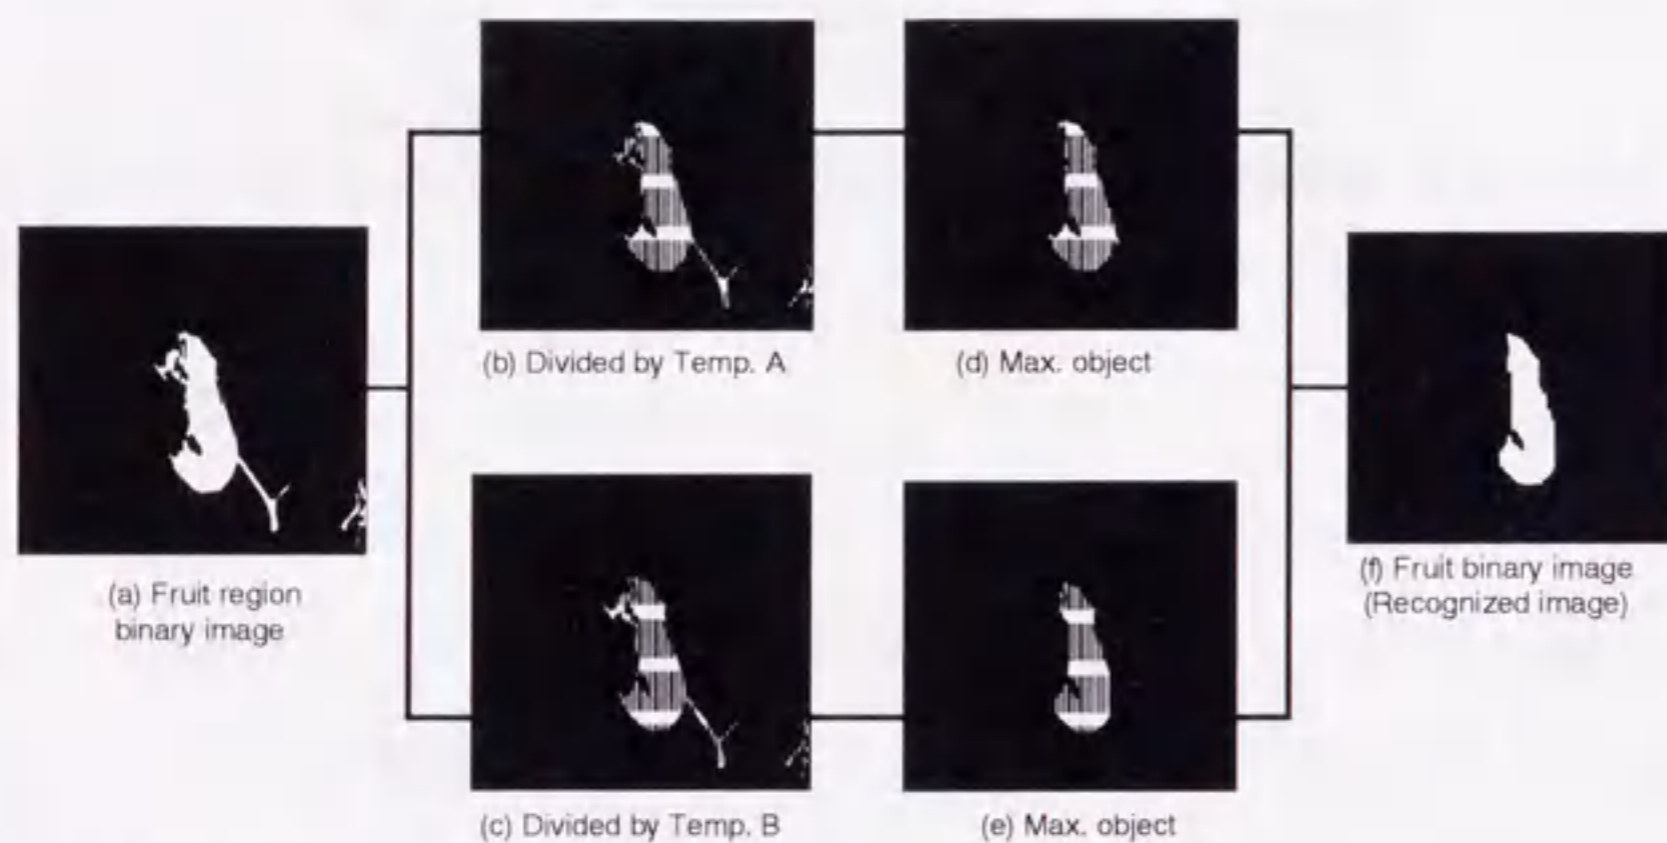 (b) Divided by Temp. A
(d) Max. object
(a) Fruit region
binary image
(f) Fruit binary image
(Recognized image)
(c) Divided by Temp. B
(e) Max. object